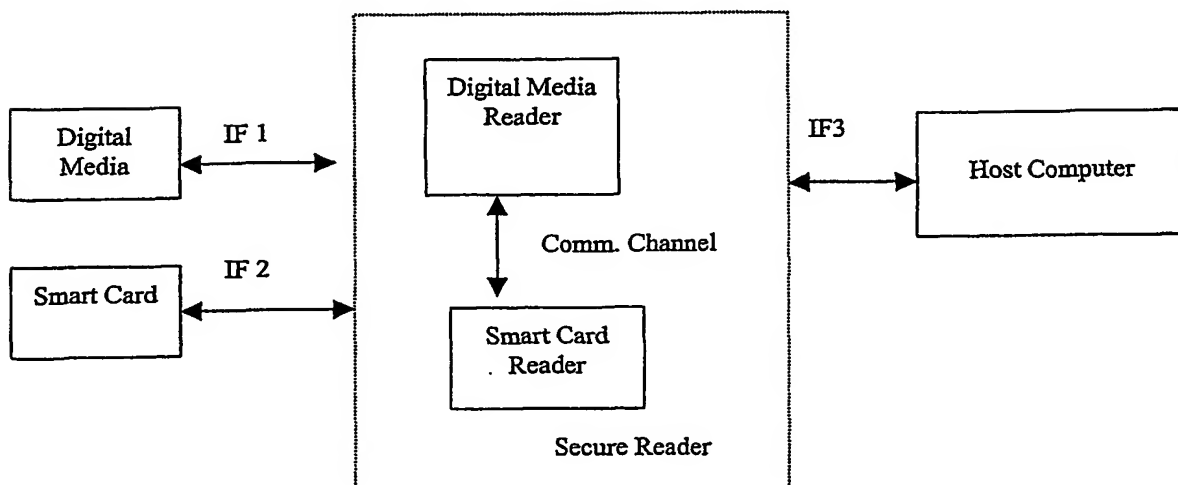 Digital
Media
IF 1
Smart Card
IF 2
Digital Media
Reader
Comm. Channel
Smart Card
Reader
Secure Reader
IF3
Host Computer